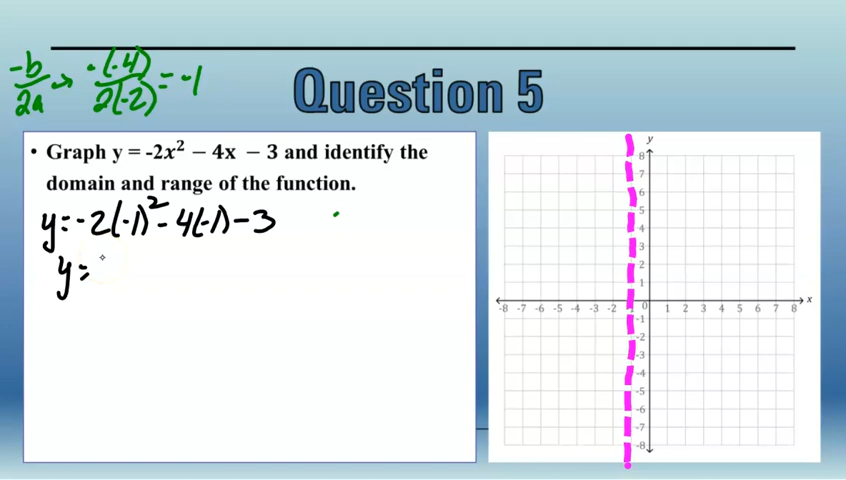 -b/2a → -(-4)/2(-2) = -1
Question 5
• Graph y = -2x² − 4x − 3 and identify the
domain and range of the function.
y = -2(-1)² - 4(-1) - 3
y =
y
8
7
6
5
4
3
2
1
-8 -7 -6 -5 -4 -3 -2 0 1 2 3 4 5 6 7 8 x
-1
-2
-3
-4
-5
-6
-7
-8